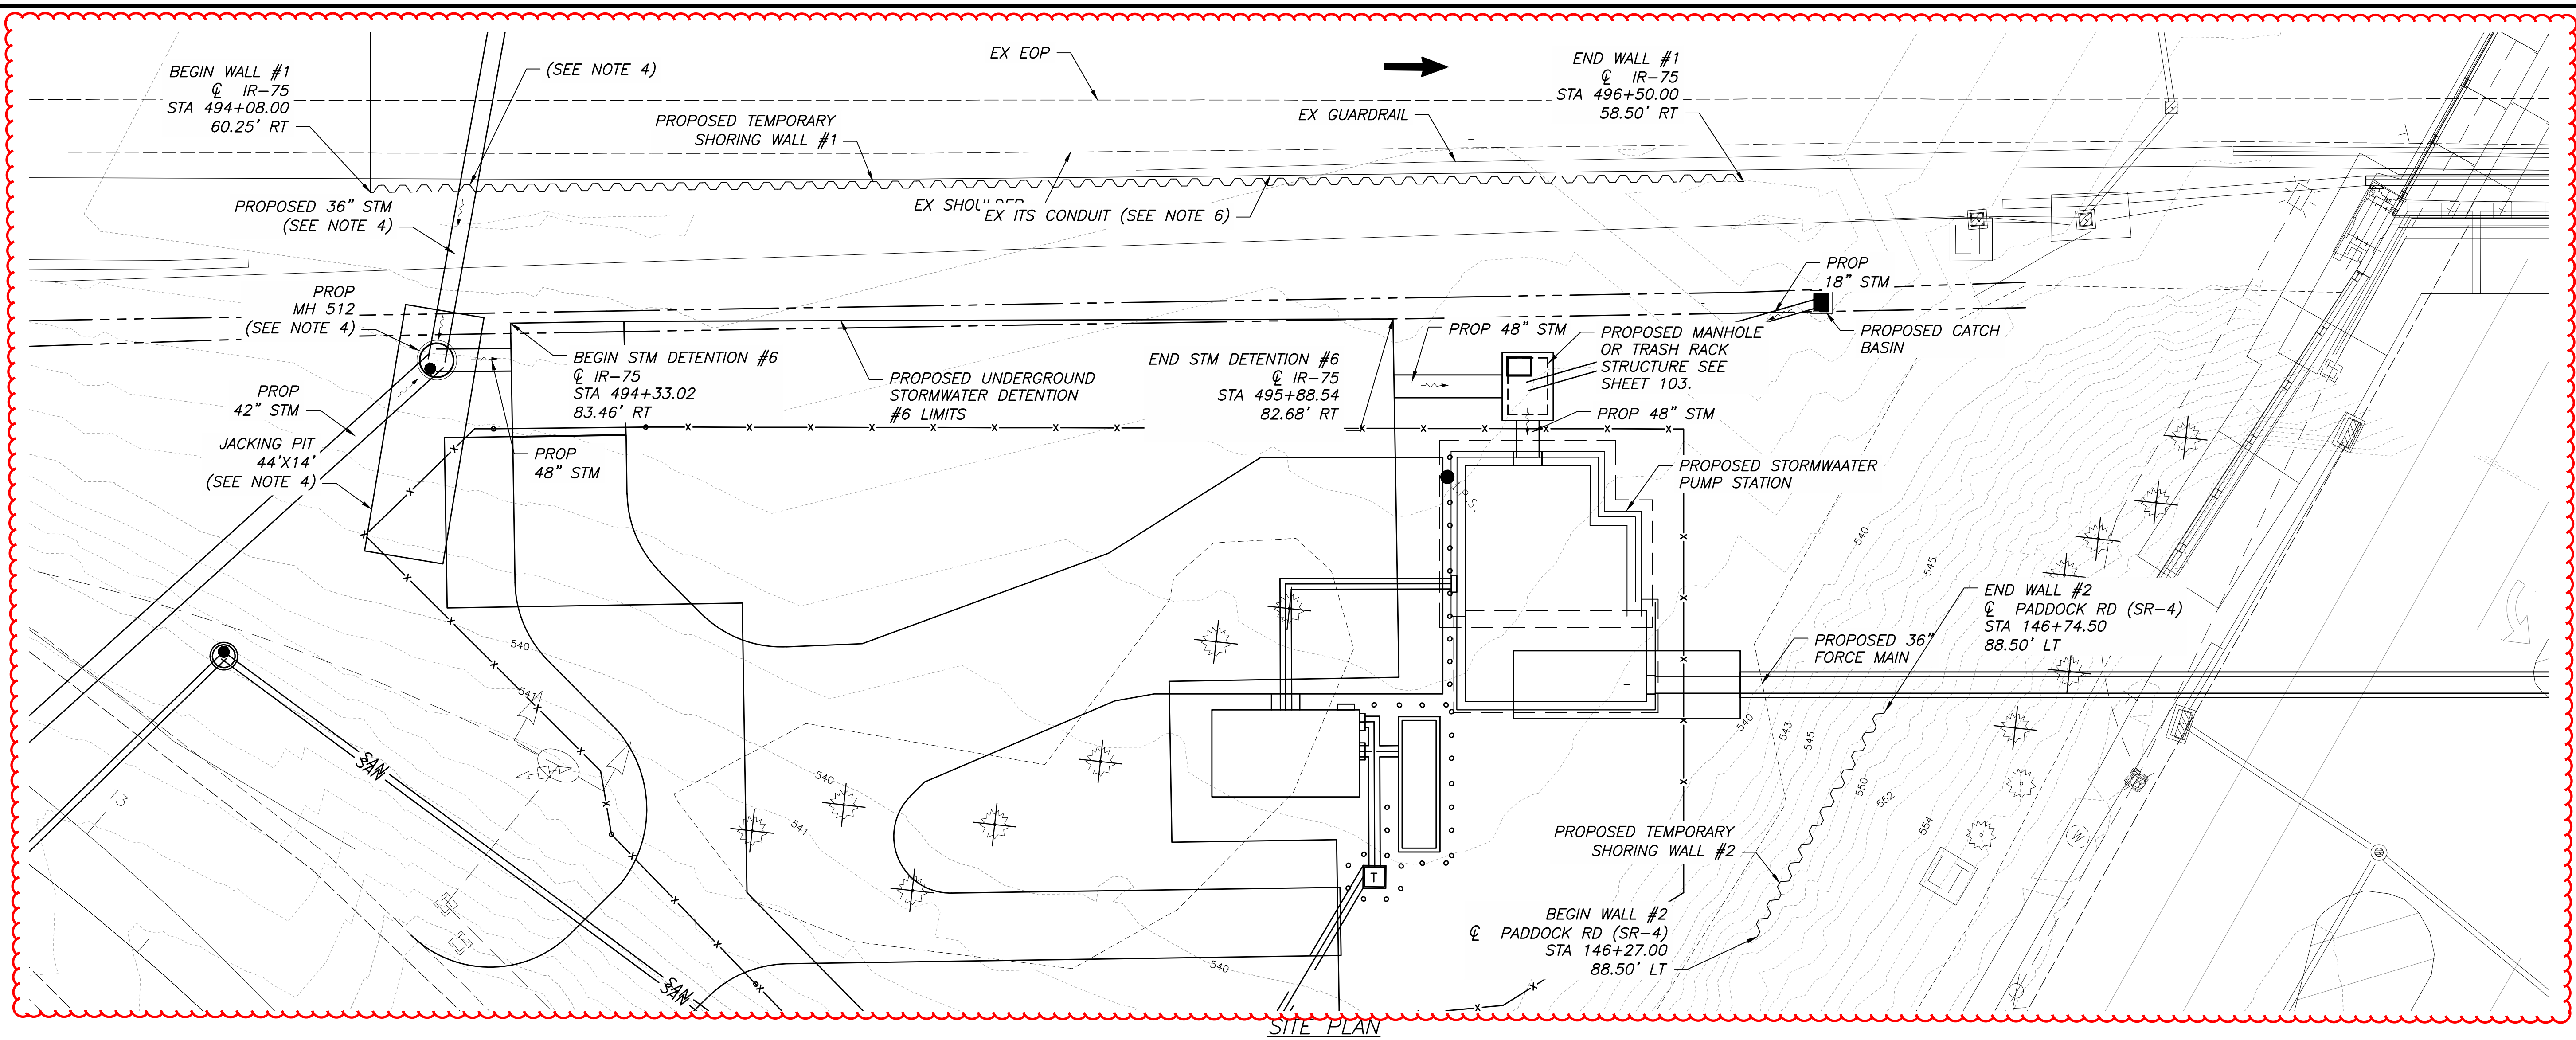 BEGIN WALL #1
℄ IR-75
STA 494+08.00
60.25' RT
(SEE NOTE 4)
EX EOP
PROPOSED TEMPORARY
SHORING WALL #1
EX GUARDRAIL
END WALL #1
℄ IR-75
STA 496+50.00
58.50' RT
PROPOSED 36" STM
(SEE NOTE 4)
EX SHOULDER
EX ITS CONDUIT (SEE NOTE 6)
PROP
MH 512
(SEE NOTE 4)
PROP
42" STM
JACKING PIT
44'X14'
(SEE NOTE 4)
BEGIN STM DETENTION #6
℄ IR-75
STA 494+33.02
83.46' RT
PROP
48" STM
PROPOSED UNDERGROUND
STORMWATER DETENTION
#6 LIMITS
END STM DETENTION #6
℄ IR-75
STA 495+88.54
82.68' RT
PROP 48" STM
PROPOSED MANHOLE
OR TRASH RACK
STRUCTURE SEE
SHEET 103.
PROP
18" STM
PROPOSED CATCH
BASIN
PROP 48" STM
PROPOSED STORMWAATER
PUMP STATION
P.S.
540
545
END WALL #2
℄ PADDOCK RD (SR-4)
STA 146+74.50
88.50' LT
PROPOSED 36"
FORCE MAIN
540
541
540
543
545
550
552
554
540
541
SAN
SAN
13
T
W
PROPOSED TEMPORARY
SHORING WALL #2
BEGIN WALL #2
℄ PADDOCK RD (SR-4)
STA 146+27.00
88.50' LT
540
SAN
SAN
SITE PLAN